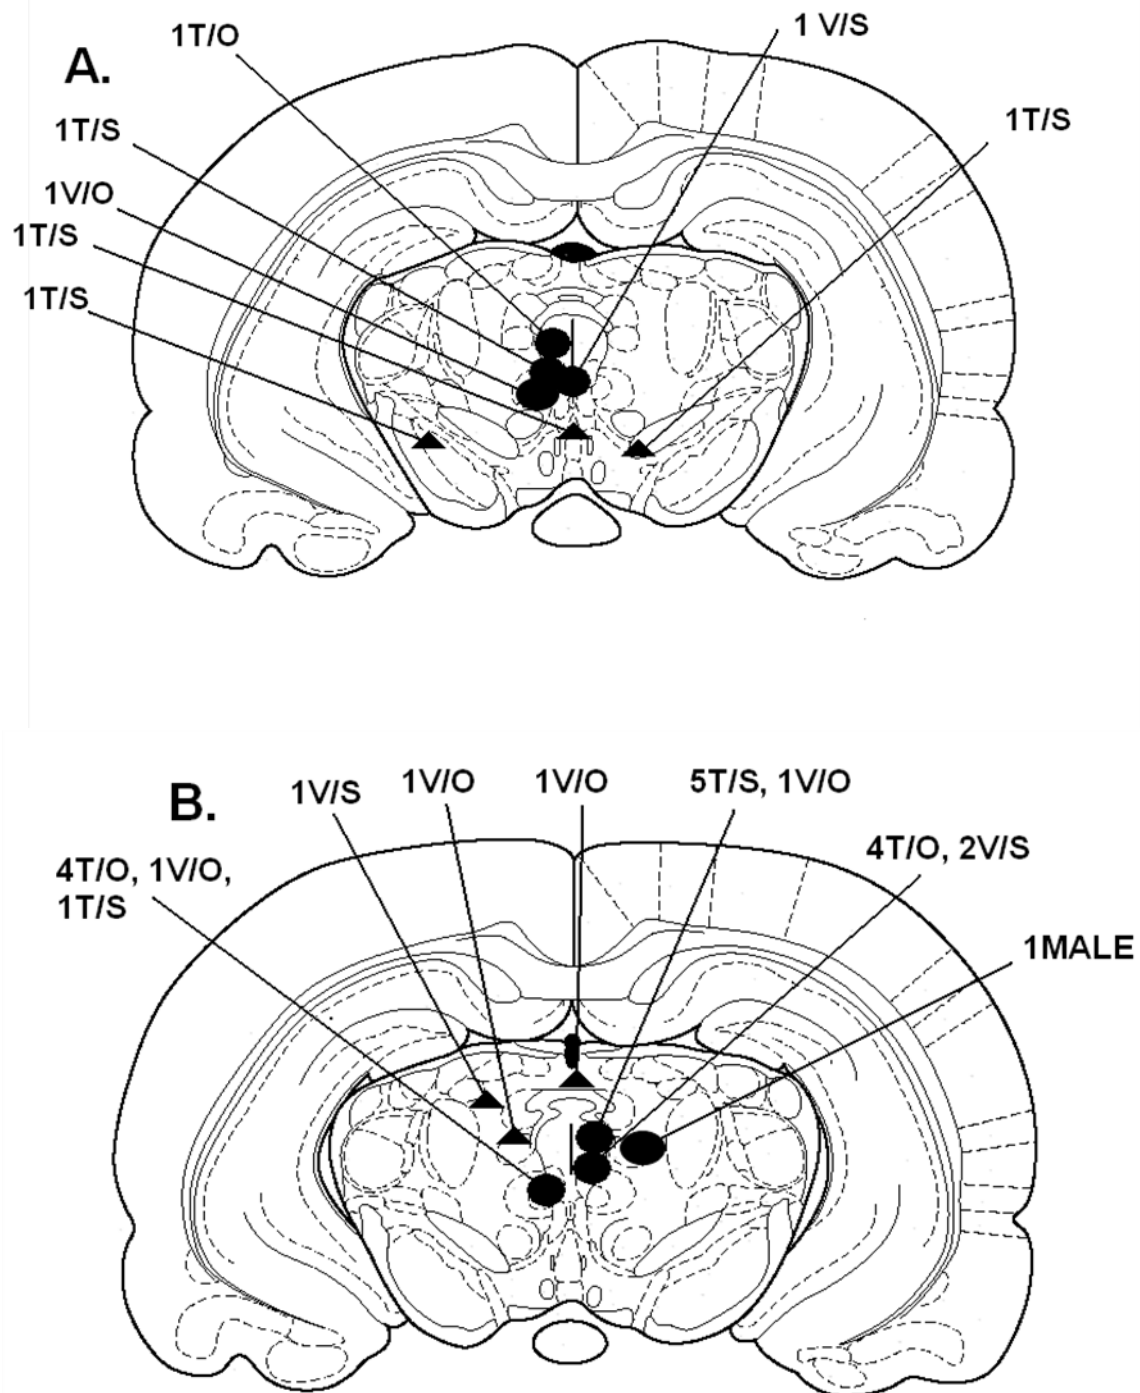 A.
1T/O
1 V/S
1T/S
1T/S
1V/O
1T/S
1T/S
B.
1V/S
1V/O
1V/O
5T/S, 1V/O
4T/O, 2V/S
4T/O, 1V/O,
1T/S
1MALE